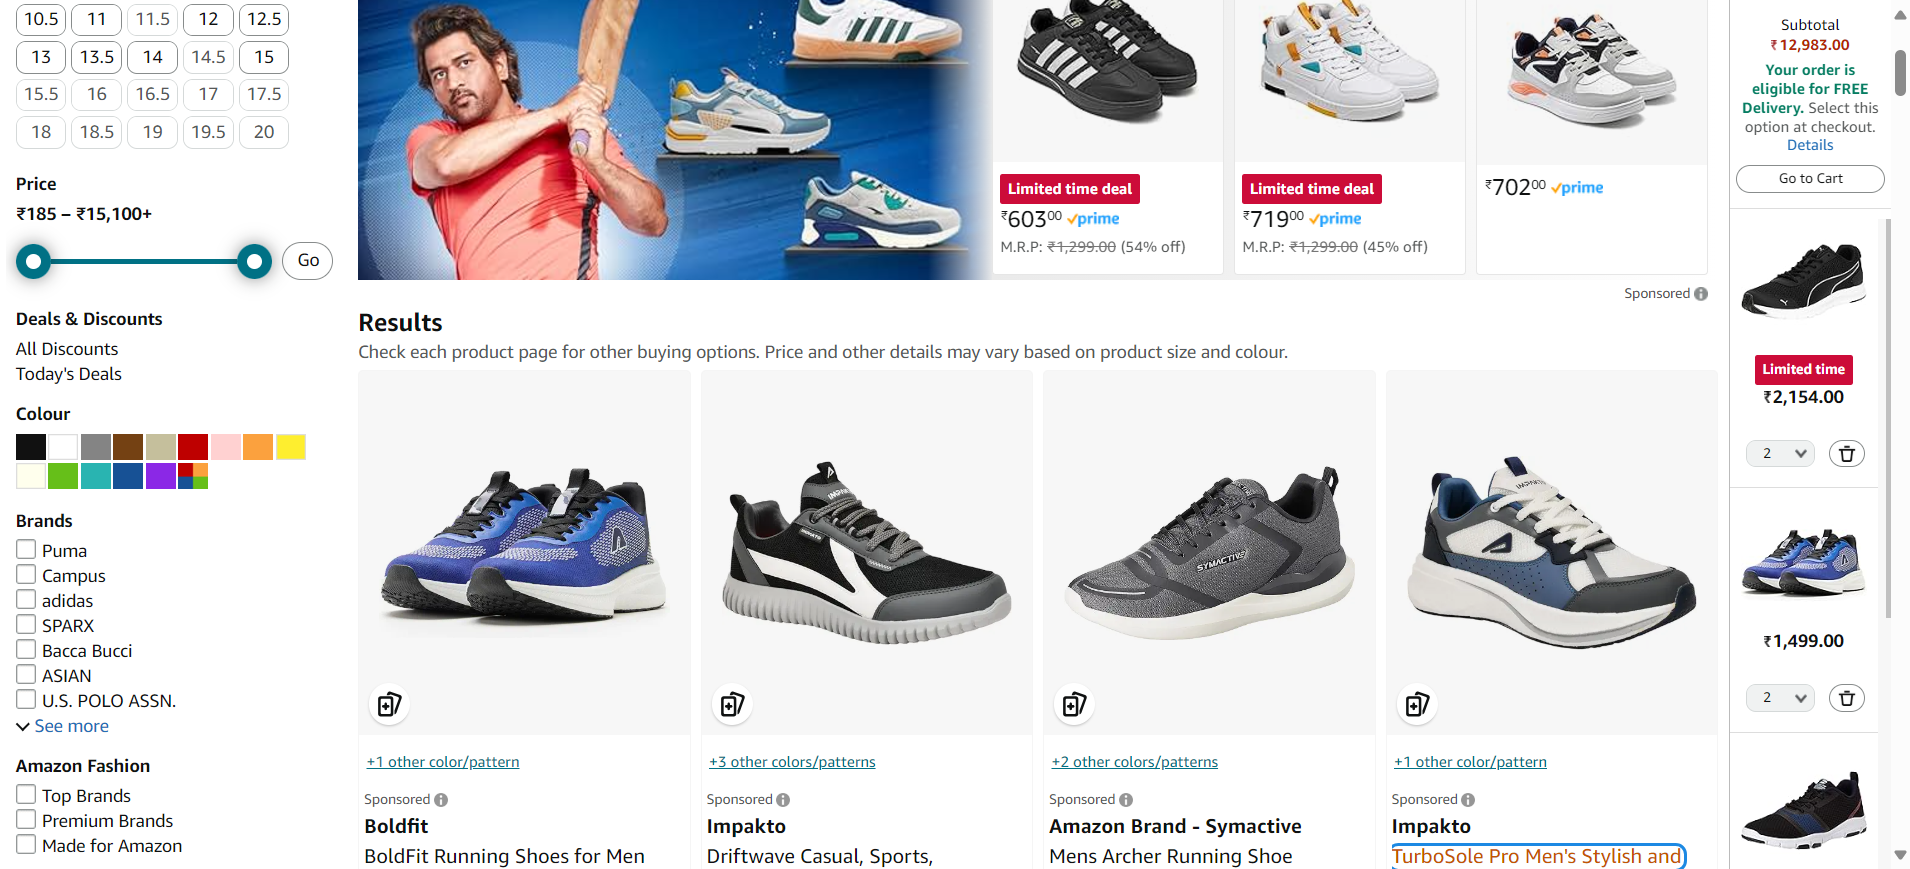 10.5 11 11.5 12 12.5
13 13.5 14 14.5 15
15.5 16 16.5 17 17.5
18 18.5 19 19.5 20
Price
₹185 – ₹15,100+
Go
Deals & Discounts
All Discounts
Today's Deals
Colour
Brands
Puma
Campus
adidas
SPARX
Bacca Bucci
ASIAN
U.S. POLO ASSN.
See more
Amazon Fashion
Top Brands
Premium Brands
Made for Amazon
Limited time deal
₹60300 prime
M.R.P: ₹1,299.00 (54% off)
Limited time deal
₹71900 prime
M.R.P: ₹1,299.00 (45% off)
₹70200 prime
Sponsored
Results
Check each product page for other buying options. Price and other details may vary based on product size and colour.
+1 other color/pattern
Sponsored
Boldfit
BoldFit Running Shoes for Men
IMPAKTO
+3 other colors/patterns
Sponsored
Impakto
Driftwave Casual, Sports,
SYMACTIVE
+2 other colors/patterns
Sponsored
Amazon Brand - Symactive
Mens Archer Running Shoe
IMPAKTO
+1 other color/pattern
Sponsored
Impakto
TurboSole Pro Men's Stylish and
Subtotal
₹12,983.00
Your order is
eligible for FREE
Delivery. Select this
option at checkout.
Details
Go to Cart
Limited time
₹2,154.00
2
₹1,499.00
2